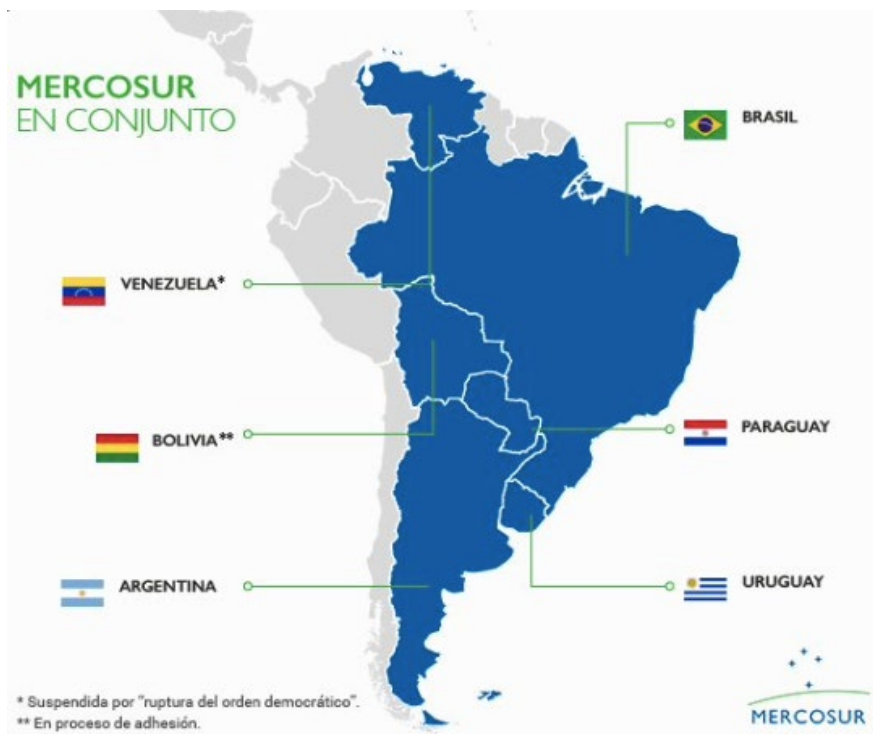 MERCOSUR
EN CONJUNTO
BRASIL
VENEZUELA*
BOLIVIA**
PARAGUAY
ARGENTINA
URUGUAY
* Suspendida por "ruptura del orden democrático".
** En proceso de adhesión.
MERCOSUR